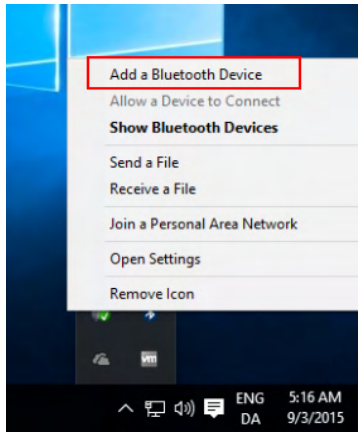 Add a Bluetooth Device
Allow a Device to Connect
Show Bluetooth Devices
Send a File
Receive a File
Join a Personal Area Network
Open Settings
Remove Icon
vm
ENG 5:16 AM
DA 9/3/2015